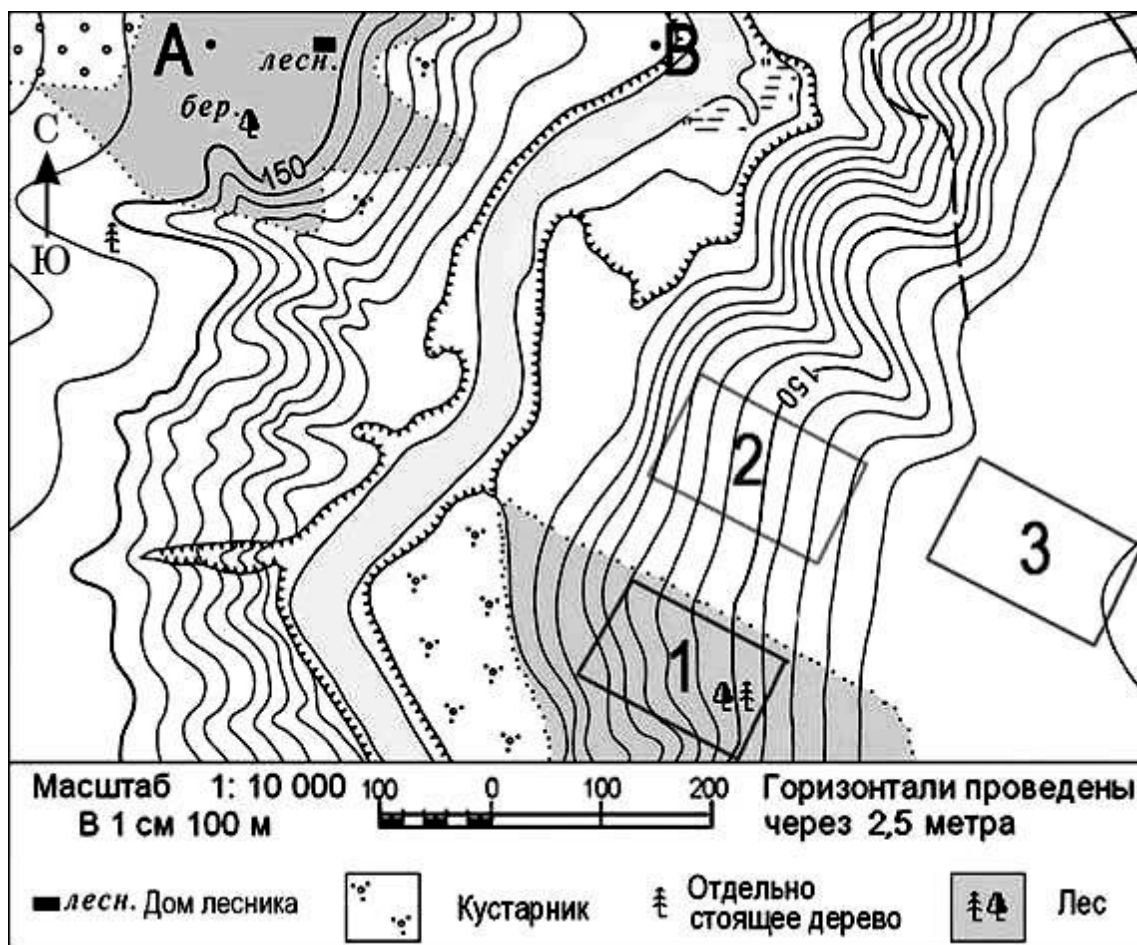 А лесн. В
бер.
С
150
Ю
150
2
3
1
Масштаб 1: 10 000
В 1 см 100 м
100 0 100 200
Горизонтали проведены
через 2,5 метра
лесн. Дом лесника
Кустарник
Отдельно
стоящее дерево
Лес